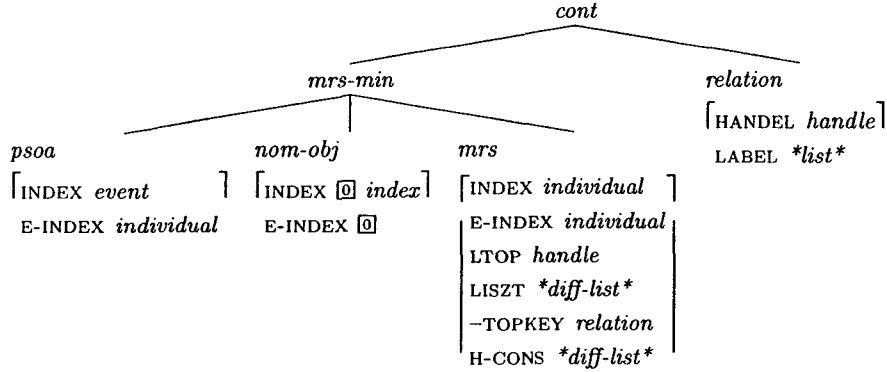 cont
mrs-min relation
[HANDEL handle]
LABEL *list*
psoa nom-obj mrs
[INDEX event ] [INDEX 0 index] [INDEX individual ]
E-INDEX individual E-INDEX 0 E-INDEX individual
LTOP handle
LISZT *diff-list*
–TOPKEY relation
H-CONS *diff-list*